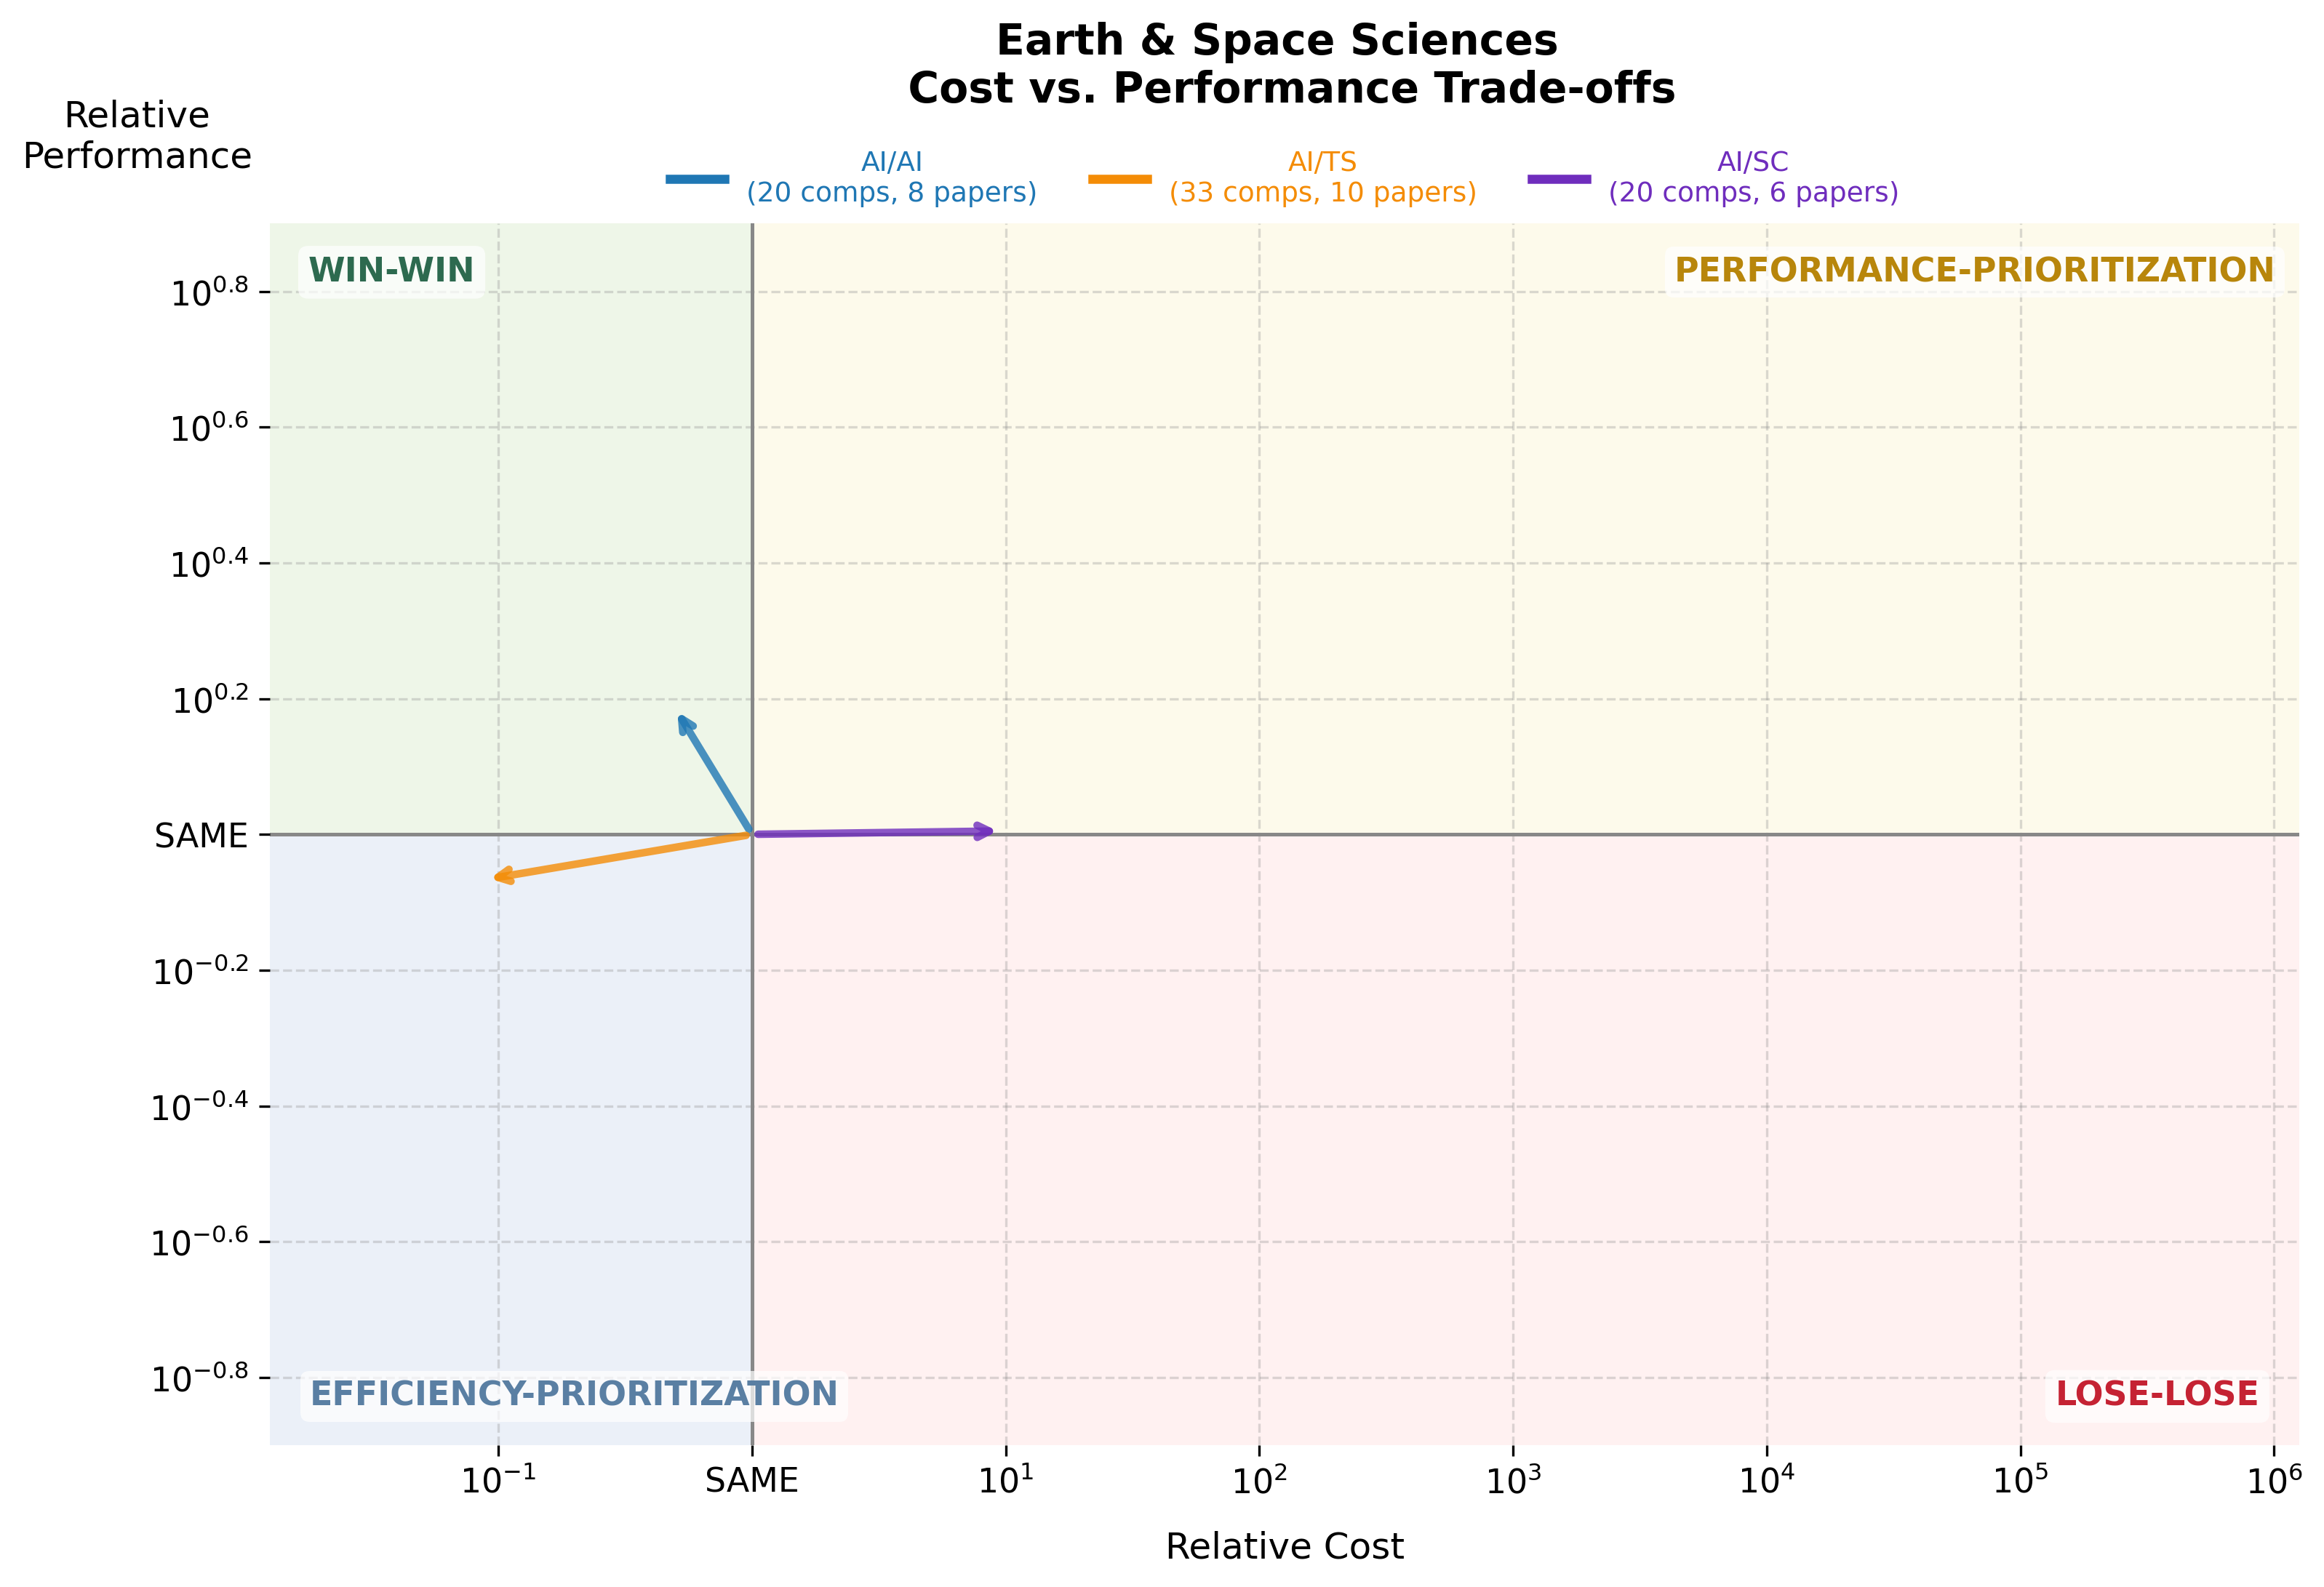 Earth & Space Sciences
Cost vs. Performance Trade-offs
Relative
Performance
AI/AI
(20 comps, 8 papers)
AI/TS
(33 comps, 10 papers)
AI/SC
(20 comps, 6 papers)
WIN-WIN
PERFORMANCE-PRIORITIZATION
10^0.8
10^0.6
10^0.4
10^0.2
SAME
10^−0.2
10^−0.4
10^−0.6
10^−0.8
EFFICIENCY-PRIORITIZATION
LOSE-LOSE
10^−1
SAME
10^1
10^2
10^3
10^4
10^5
10^6
Relative Cost